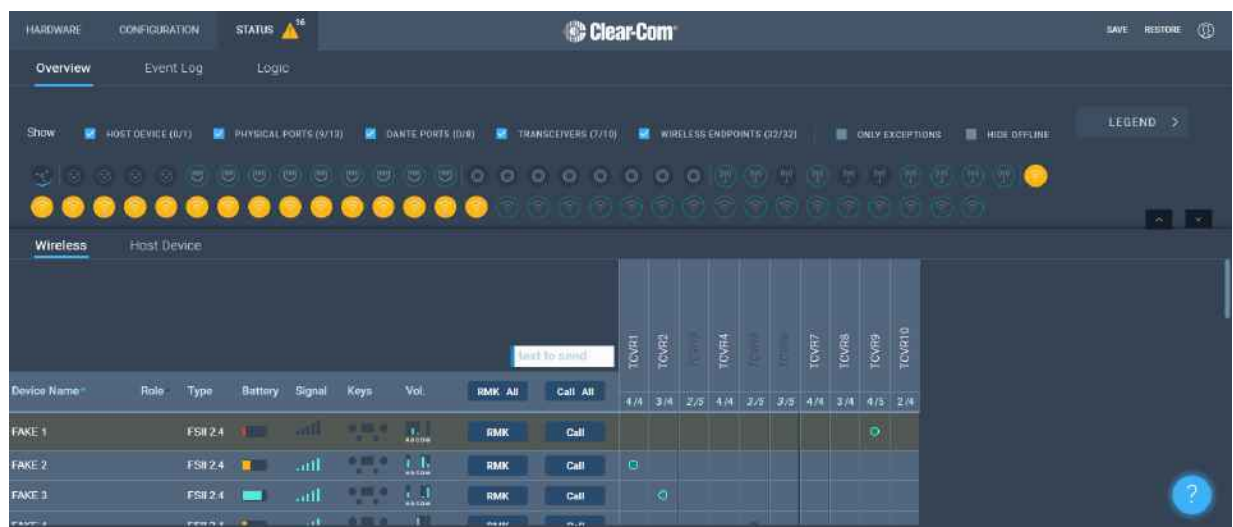 HARDWARE CONFIGURATION STATUS 16 Clear-Com SAVE RESTORE
Overview Event Log Logic
Show HOST DEVICE (0/1) PHYSICAL PORTS (9/13) DANTE PORTS (0/8) TRANSCEIVERS (7/10) WIRELESS ENDPOINTS (32/32) ONLY EXCEPTIONS HIDE OFFLINE LEGEND >
Wireless Host Device
text to send TCVR1 TCVR2 TCVR4 TCVR7 TCVR8 TCVR9 TCVR10
Device Name Role Type Battery Signal Keys Vol. RMK All Call All 4/4 3/4 2/5 4/4 2/5 3/5 4/4 3/4 4/5 2/4
FAKE 1 FSII 2.4 RMK Call
FAKE 2 FSII 2.4 RMK Call
FAKE 3 FSII 2.4 RMK Call
?